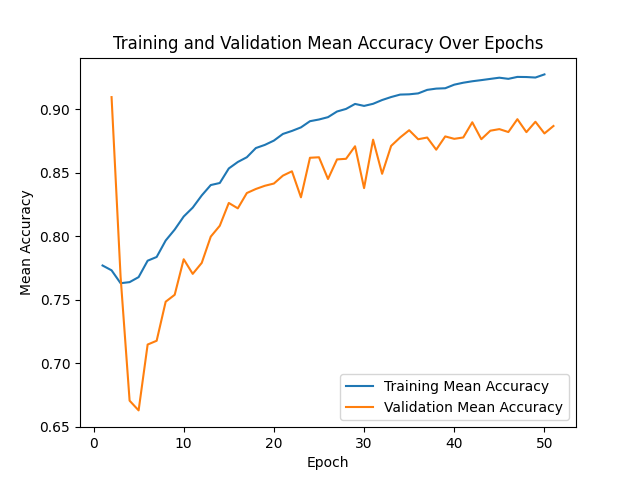 Training and Validation Mean Accuracy Over Epochs
Mean Accuracy
0.90
0.85
0.80
0.75
0.70
0.65
0
10
20
30
40
50
Epoch
Training Mean Accuracy
Validation Mean Accuracy